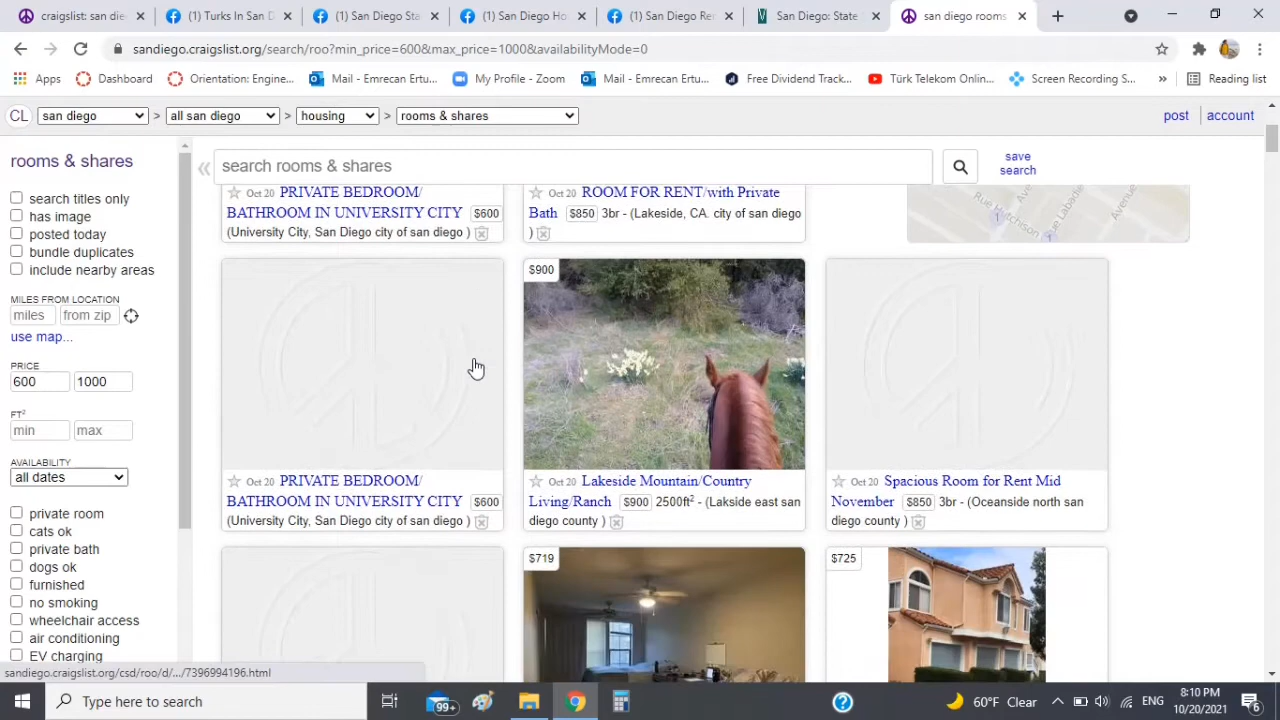 craigslist: san die
(1) Turks In San D
(1) San Diego Sta
(1) San Diego Ho
(1) San Diego Re
San Diego: State
san diego rooms
sandiego.craigslist.org/search/roo?min_price=600&max_price=1000&availabilityMode=0
Apps
Dashboard
Orientation: Engine...
Mail - Emrecan Ertu...
My Profile - Zoom
Mail - Emrecan Ertu...
Free Dividend Track...
Türk Telekom Onlin...
Screen Recording S...
»
Reading list
CL
san diego
>
all san diego
>
housing
>
rooms & shares
post
account
rooms & shares
search titles only
has image
posted today
bundle duplicates
include nearby areas
MILES FROM LOCATION
miles
from zip
use map...
PRICE
600
1000
FT²
min
max
AVAILABILITY
all dates
private room
cats ok
private bath
dogs ok
furnished
no smoking
wheelchair access
air conditioning
EV charging
«
search rooms & shares
save
search
Oct 20 PRIVATE BEDROOM/
BATHROOM IN UNIVERSITY CITY $600
(University City, San Diego city of san diego )
Oct 20 ROOM FOR RENT/with Private
Bath $850 3br - (Lakeside, CA. city of san diego
)
Rue Hutchison
Rue Labadie
Oct 20 PRIVATE BEDROOM/
BATHROOM IN UNIVERSITY CITY $600
(University City, San Diego city of san diego )
$900
Oct 20 Lakeside Mountain/Country
Living/Ranch $900 2500ft² - (Lakside east san
diego county )
Oct 20 Spacious Room for Rent Mid
November $850 3br - (Oceanside north san
diego county )
$719
$725
sandiego.craigslist.org/csd/roo/d/.../7396994196.html
Type here to search
99+
60°F Clear
ENG
8:10 PM
10/20/2021
6